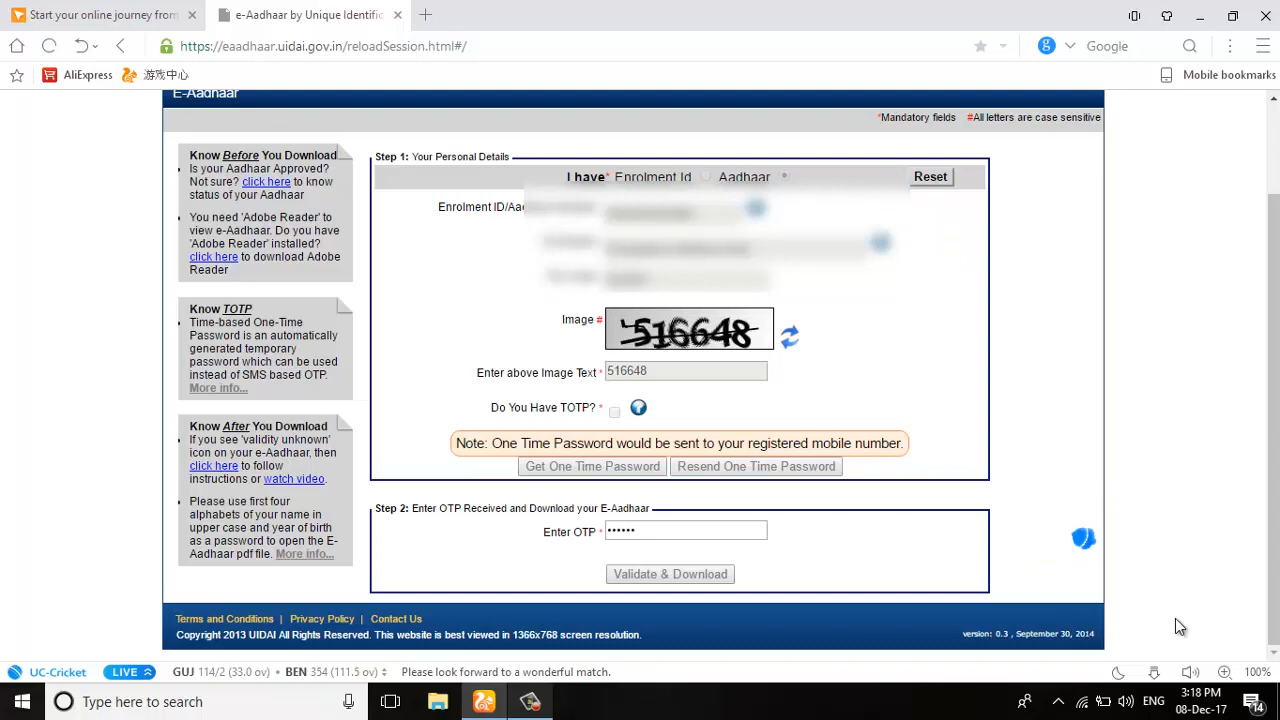 Start your online journey from
e-Aadhaar by Unique Identific
https://eaadhaar.uidai.gov.in/reloadSession.html#/
Google
AliExpress
游戏中心
Mobile bookmarks
E-Aadhaar
*Mandatory fields #All letters are case sensitive
Know Before You Download
Is your Aadhaar Approved?
Not sure? click here to know
status of your Aadhaar
You need 'Adobe Reader' to
view e-Aadhaar. Do you have
'Adobe Reader' installed?
click here to download Adobe
Reader
Know TOTP
Time-based One-Time
Password is an automatically
generated temporary
password which can be used
instead of SMS based OTP.
More info...
Know After You Download
If you see 'validity unknown'
icon on your e-Aadhaar, then
click here to follow
instructions or watch video.
Please use first four
alphabets of your name in
upper case and year of birth
as a password to open the E-
Aadhaar pdf file. More info...
Step 1: Your Personal Details
I have* Enrolment Id Aadhaar
Reset
Enrolment ID/Aad
Image #
516648
Enter above Image Text * 516648
Do You Have TOTP? *
Note: One Time Password would be sent to your registered mobile number.
Get One Time Password Resend One Time Password
Step 2: Enter OTP Received and Download your E-Aadhaar
Enter OTP * ••••••
Validate & Download
Terms and Conditions | Privacy Policy | Contact Us
Copyright 2013 UIDAI All Rights Reserved. This website is best viewed in 1366x768 screen resolution.
version: 0.3 , September 30, 2014
UC-Cricket LIVE GUJ 114/2 (33.0 ov) • BEN 354 (111.5 ov) Please look forward to a wonderful match.
100%
Type here to search
ENG
3:18 PM
08-Dec-17
14